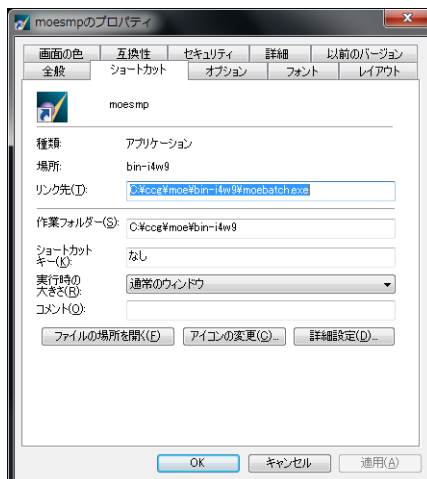 moesmpのプロパティ
画面の色 互換性 セキュリティ 詳細 以前のバージョン
全般 ショートカット オプション フォント レイアウト
moesmp
種類: アプリケーション
場所: bin-i4w9
リンク先(T): C:¥ccg¥moe¥bin-i4w9¥moebatch.exe
作業フォルダー(S): C:¥ccg¥moe¥bin-i4w9
ショートカット
キー(K): なし
実行時の
大きさ(R): 通常のウィンドウ
コメント(O):
ファイルの場所を開く(F) アイコンの変更(C)... 詳細設定(D)...
OK キャンセル 適用(A)